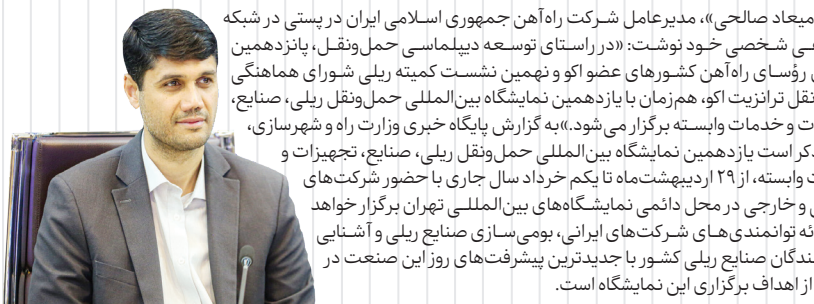 میعاد صالحی»، مدیرعامل شرکت راه‌آهن جمهوری اسلامی ایران در پستی در شبکه
شخصی خود نوشت: «در راستای توسعه دیپلماسی حمل‌ونقل، پانزدهمین
رؤسای راه‌آهن کشورهای عضو اکو و نهمین نشست کمیته ریلی شورای هماهنگی
نقل ترانزیت اکو، هم‌زمان با یازدهمین نمایشگاه بین‌المللی حمل‌ونقل ریلی، صنایع،
و خدمات وابسته برگزار می‌شود.» به گزارش پایگاه خبری وزارت راه و شهرسازی،
است یازدهمین نمایشگاه بین‌المللی حمل‌ونقل ریلی، صنایع، تجهیزات و
وابسته، از ۲۹ اردیبهشت‌ماه تا یکم خرداد سال جاری با حضور شرکت‌های
و خارجی در محل دائمی نمایشگاه‌های بین‌المللی تهران برگزار خواهد
توانمندی‌های شرکت‌های ایرانی، بومی‌سازی صنایع ریلی و آشنایی
صنایع ریلی کشور با جدیدترین پیشرفت‌های روز این صنعت در
از اهداف برگزاری این نمایشگاه است.